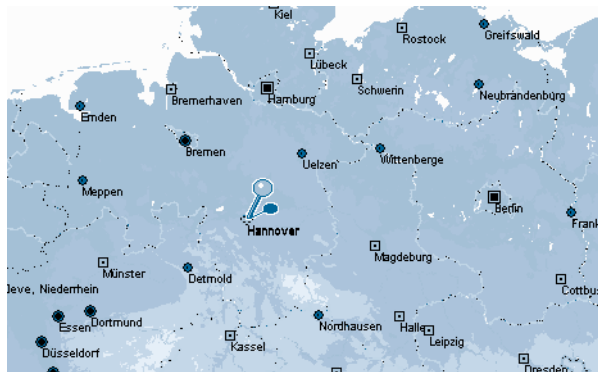 Kiel
Rostock
Greifswald
Lübeck
Schwerin
Neubrandenburg
Bremerhaven
Hamburg
Emden
Bremen
Uelzen
Wittenberge
Meppen
Berlin
Frank
Hannover
Magdeburg
Münster
Detmold
leve, Niederrhein
Cottbus
Essen
Dortmund
Nordhausen
Halle
Leipzig
Düsseldorf
Kassel
Dresden